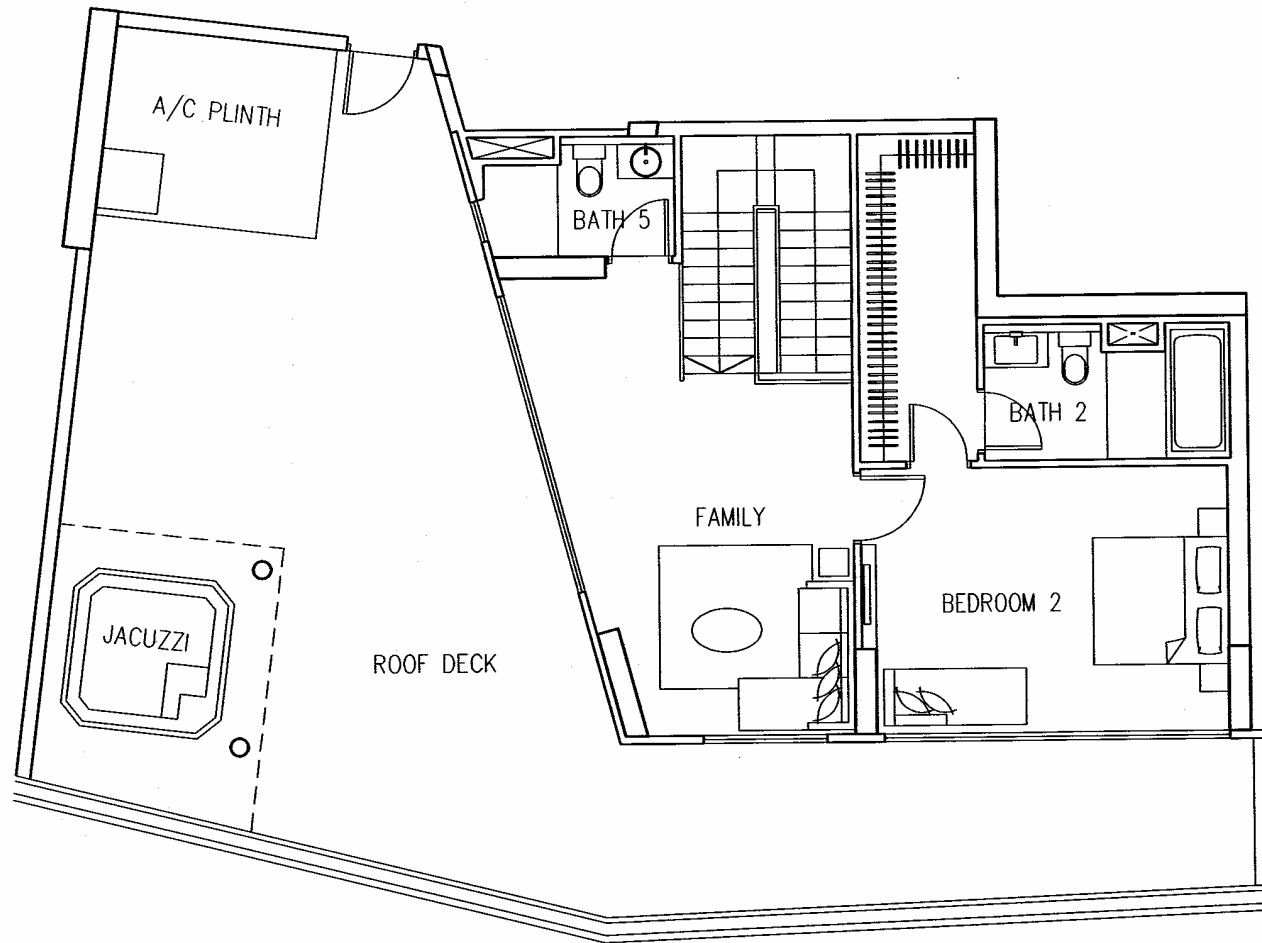 A/C PLINTH
BATH 5
BATH 2
FAMILY
BEDROOM 2
JACUZZI
ROOF DECK